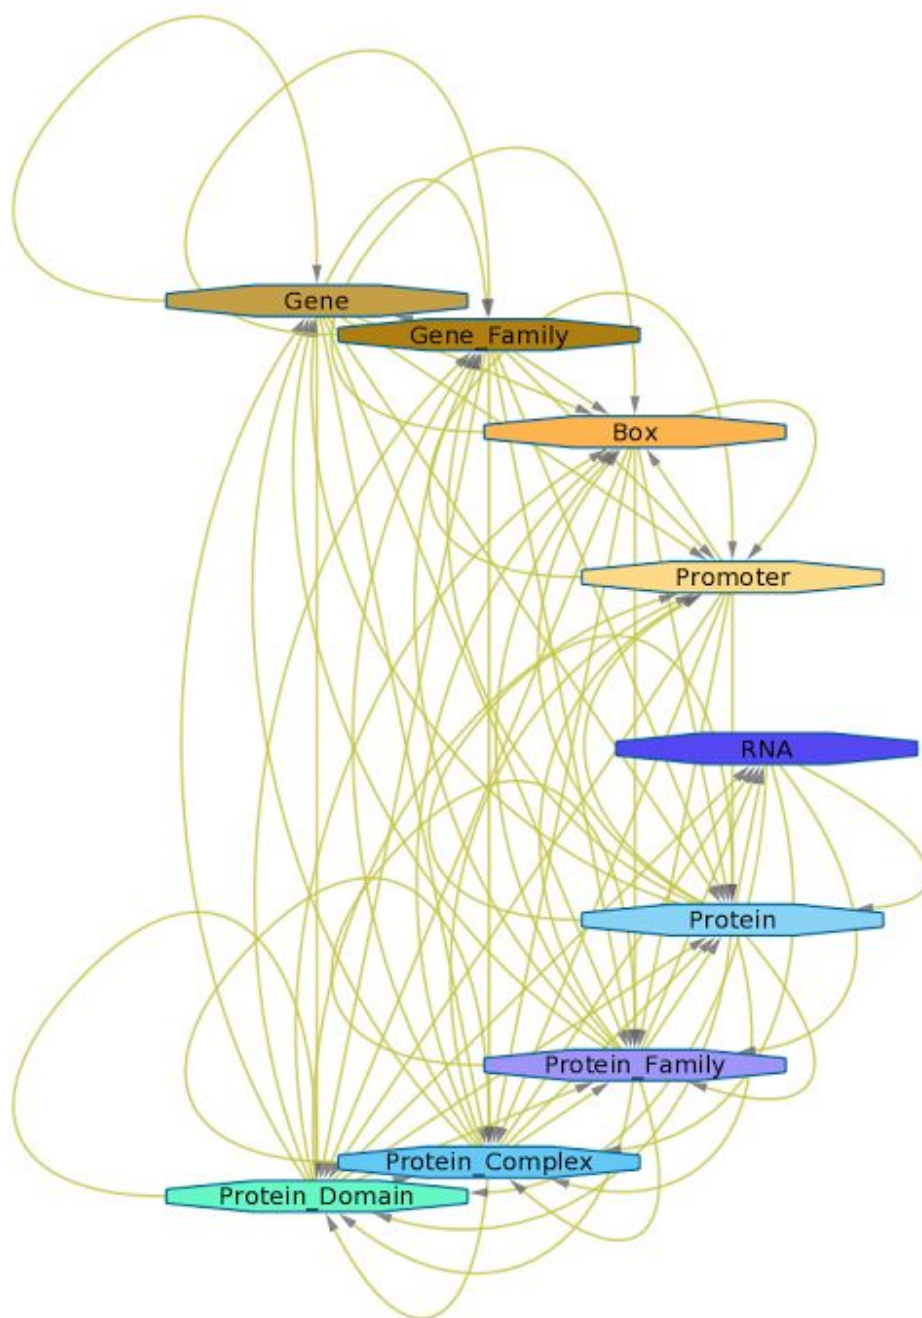 Gene
Gene_Family
Box
Promoter
RNA
Protein
Protein_Family
Protein_Complex
Protein_Domain